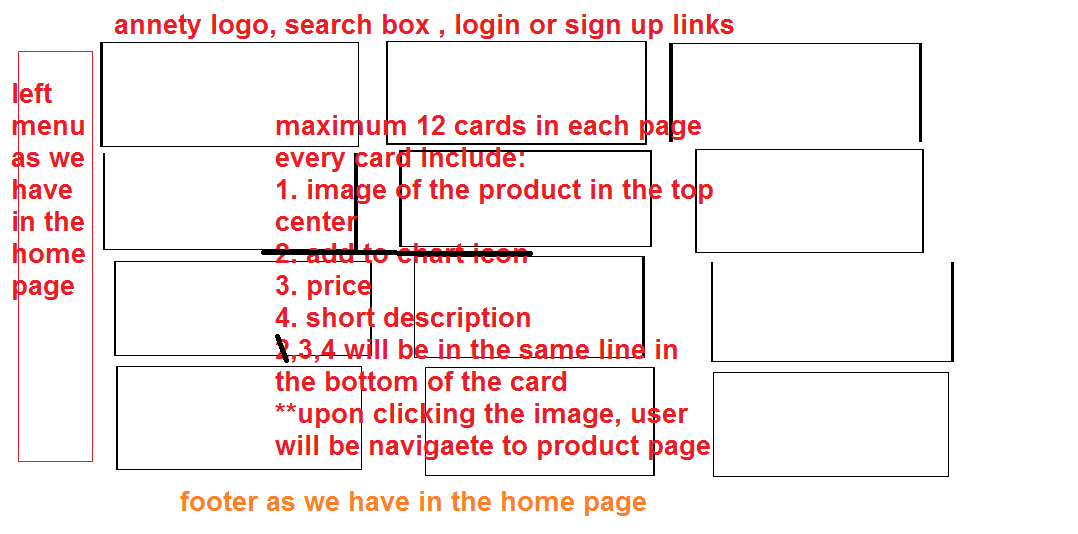 annety logo, search box , login or sign up links
left
menu
as we
have
in the
home
page
maximum 12 cards in each page
every card include:
1. image of the product in the top
center
2. add to chart icon
3. price
4. short description
2,3,4 will be in the same line in
the bottom of the card
**upon clicking the image, user
will be navigaete to product page
footer as we have in the home page